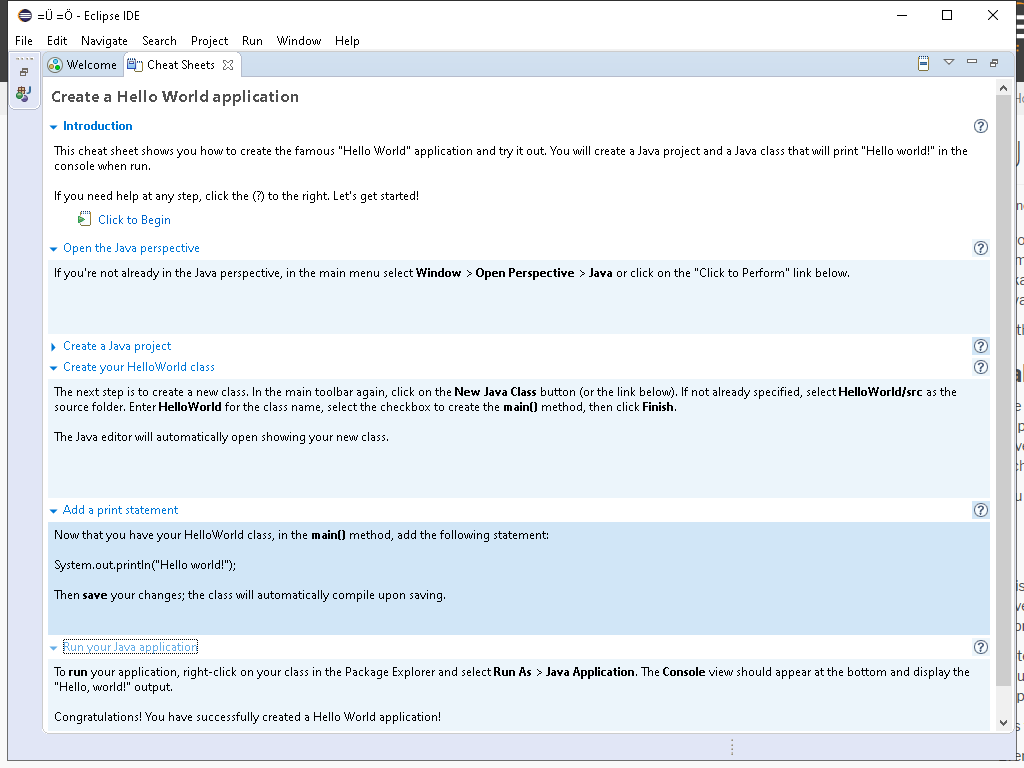 =Ü =Ö - Eclipse IDE
File Edit Navigate Search Project Run Window Help
Welcome Cheat Sheets
Create a Hello World application
Introduction
This cheat sheet shows you how to create the famous "Hello World" application and try it out. You will create a Java project and a Java class that will print "Hello world!" in the
console when run.
If you need help at any step, click the (?) to the right. Let's get started!
Click to Begin
Open the Java perspective
If you're not already in the Java perspective, in the main menu select Window > Open Perspective > Java or click on the "Click to Perform" link below.
Create a Java project
Create your HelloWorld class
The next step is to create a new class. In the main toolbar again, click on the New Java Class button (or the link below). If not already specified, select HelloWorld/src as the
source folder. Enter HelloWorld for the class name, select the checkbox to create the main() method, then click Finish.
The Java editor will automatically open showing your new class.
Add a print statement
Now that you have your HelloWorld class, in the main() method, add the following statement:
System.out.println("Hello world!");
Then save your changes; the class will automatically compile upon saving.
Run your Java application
To run your application, right-click on your class in the Package Explorer and select Run As > Java Application. The Console view should appear at the bottom and display the
"Hello, world!" output.
Congratulations! You have successfully created a Hello World application!